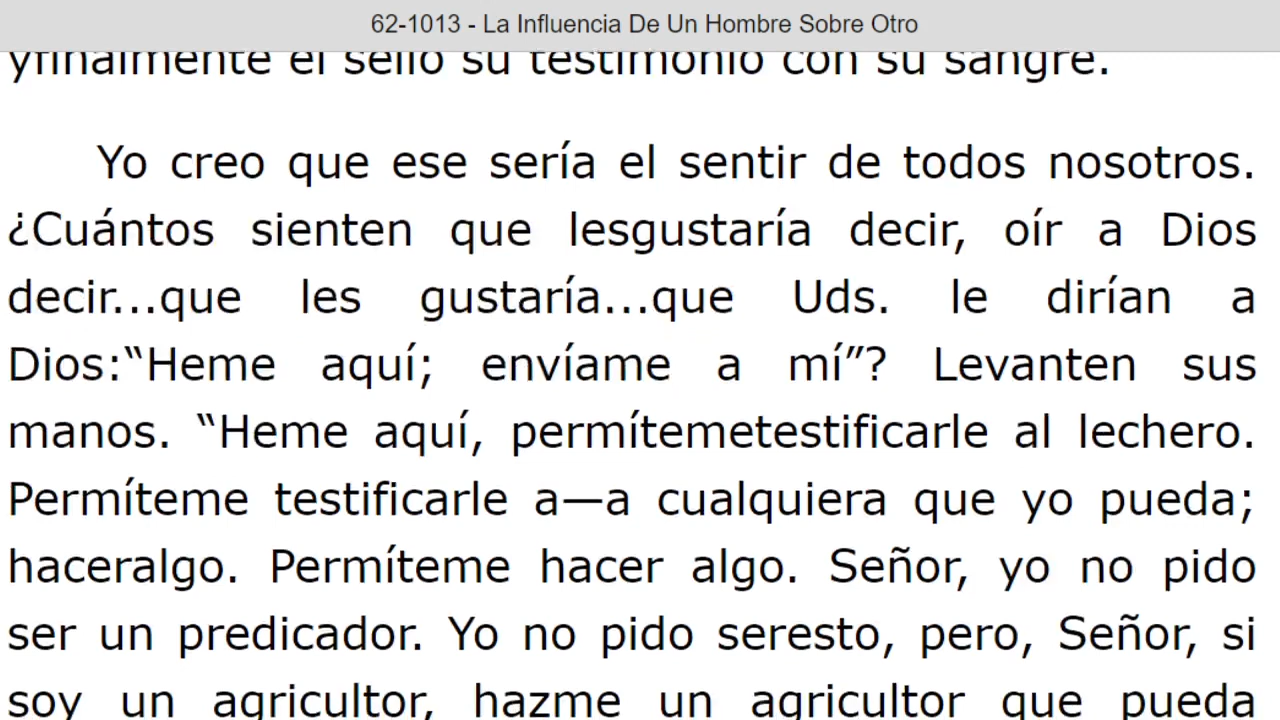 62-1013 - La Influencia De Un Hombre Sobre Otro
yfinalmente él selló su testimonio con su sangre.
Yo creo que ese sería el sentir de todos nosotros.
¿Cuántos sienten que lesgustaría decir, oír a Dios
decir...que les gustaría...que Uds. le dirían a
Dios:“Heme aquí; envíame a mí”? Levanten sus
manos. “Heme aquí, permítemetestificarle al lechero.
Permíteme testificarle a—a cualquiera que yo pueda;
haceralgo. Permíteme hacer algo. Señor, yo no pido
ser un predicador. Yo no pido seresto, pero, Señor, si
soy un agricultor, hazme un agricultor que pueda